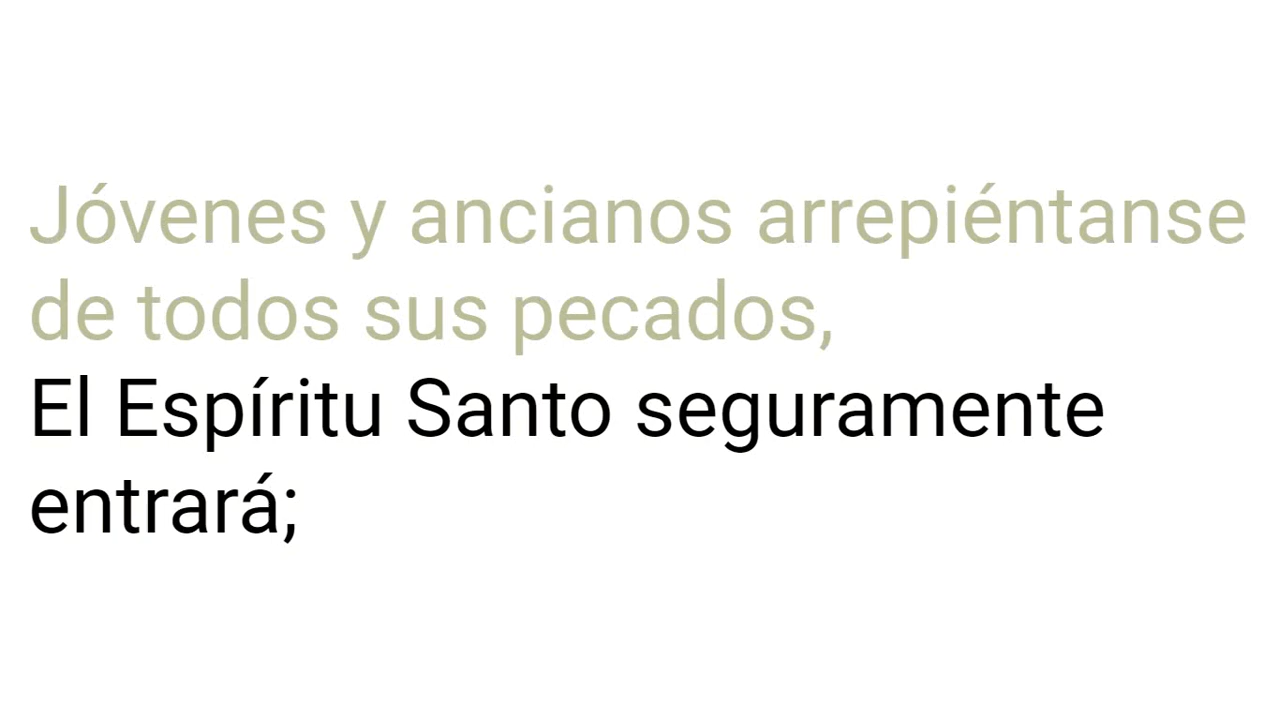 Jóvenes y ancianos arrepiéntanse
de todos sus pecados,
El Espíritu Santo seguramente
entrará;